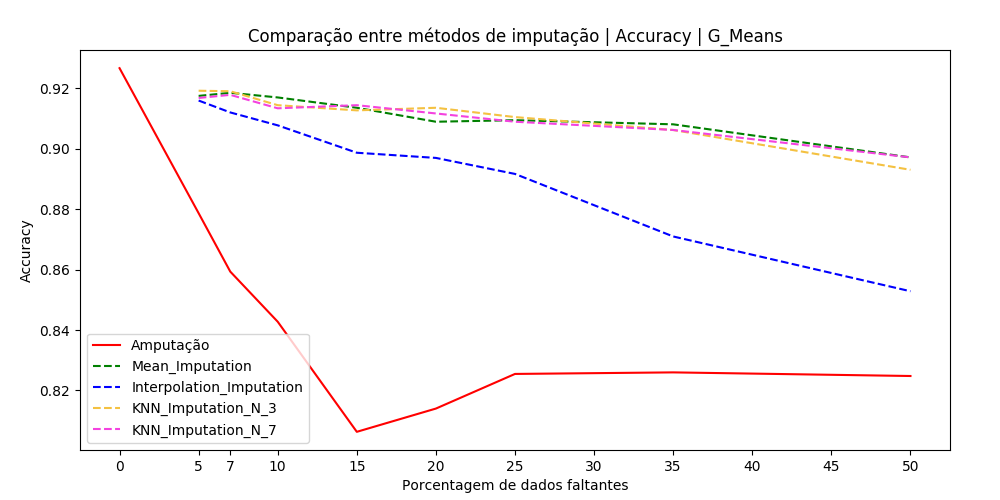 Comparação entre métodos de imputação | Accuracy | G_Means
Accuracy
0.92
0.90
0.88
0.86
0.84
0.82
Amputação
Mean_Imputation
Interpolation_Imputation
KNN_Imputation_N_3
KNN_Imputation_N_7
0 5 7 10 15 20 25 30 35 40 45 50
Porcentagem de dados faltantes